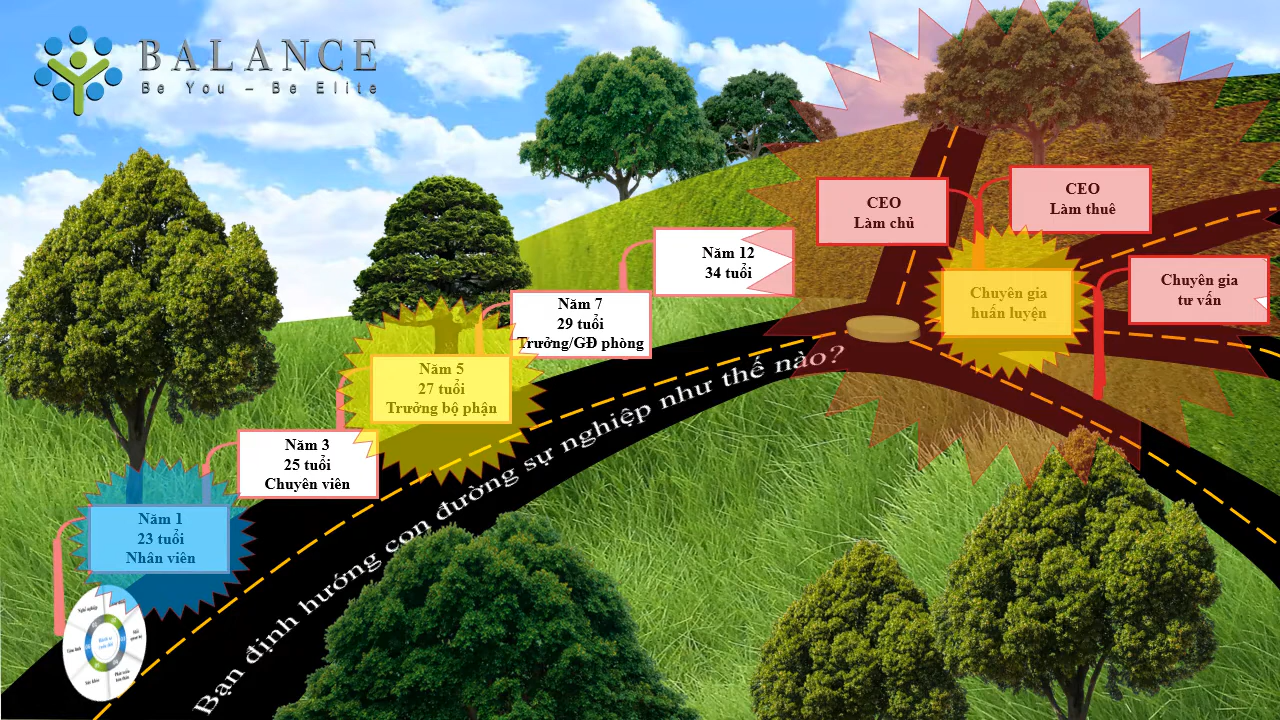 BALANCE
Be You – Be Elite
CEO
Làm chủ
CEO
Làm thuê
Chuyên gia
huấn luyện
Chuyên gia
tư vấn
Năm 12
34 tuổi
Năm 7
29 tuổi
Trưởng/GĐ phòng
Năm 5
27 tuổi
Trưởng bộ phận
Năm 3
25 tuổi
Chuyên viên
Năm 1
23 tuổi
Nhân viên
Bạn định hướng con đường sự nghiệp như thế nào?